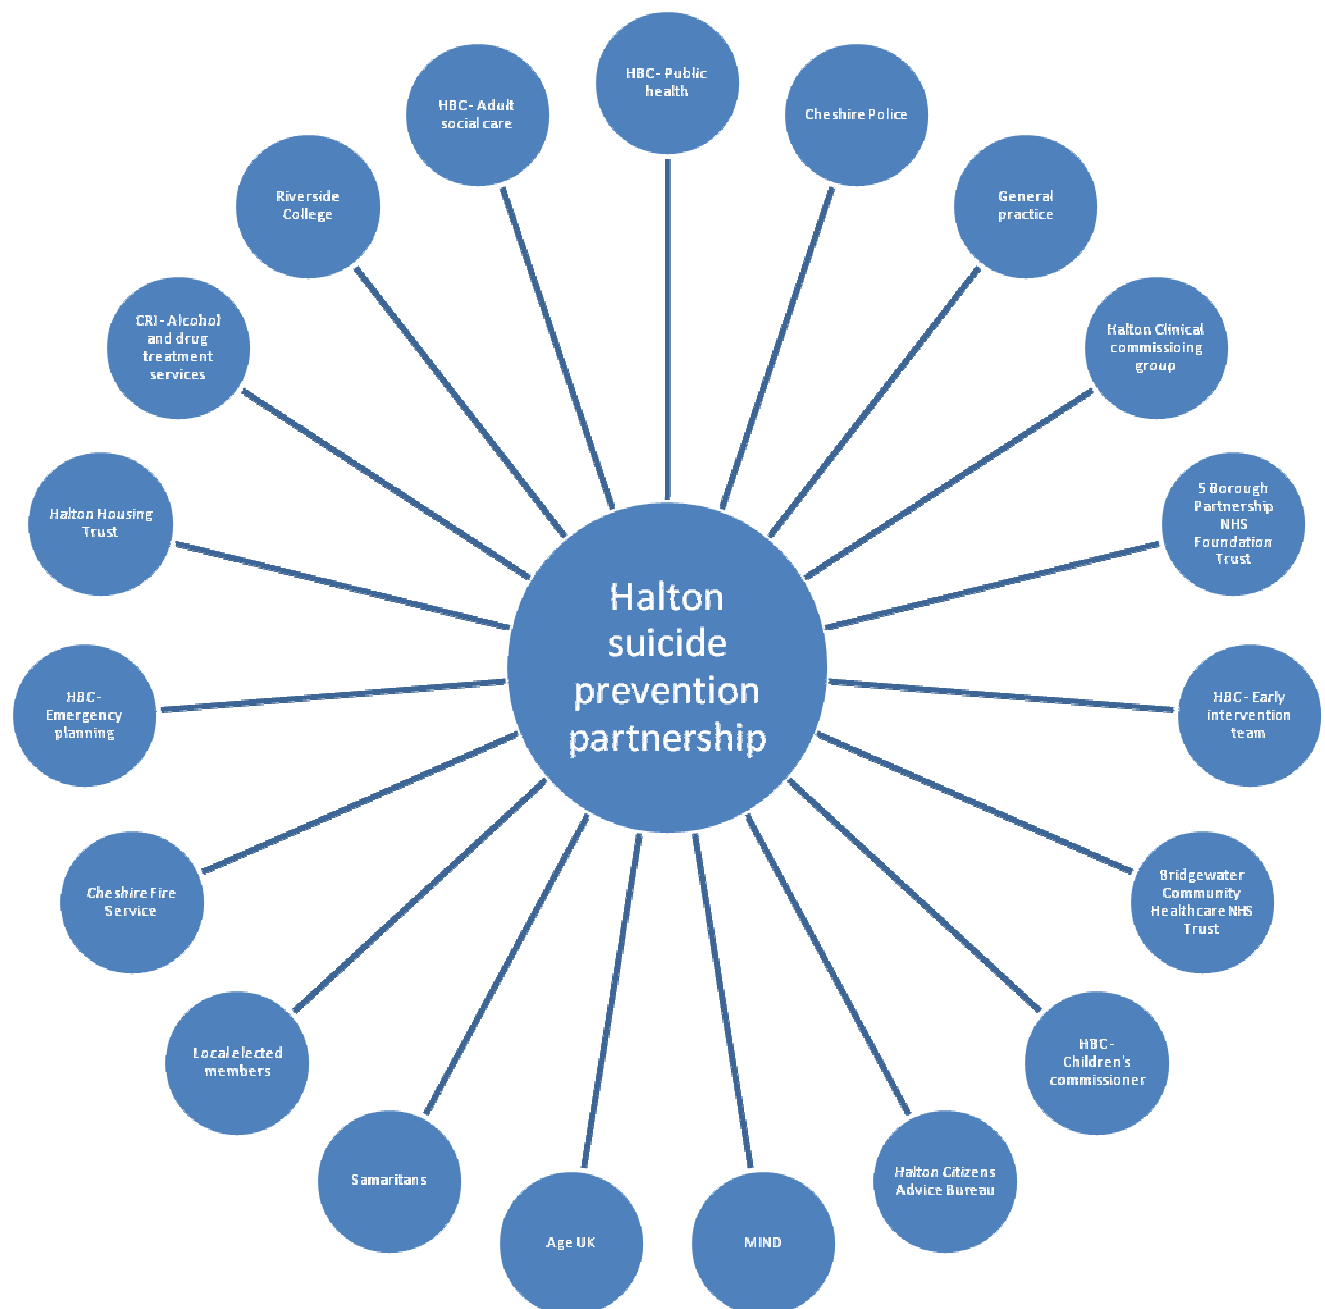 HBC- Public
health
Cheshire Police
General
practice
Halton Clinical
commissioing
group
5 Borough
Partnership
NHS
Foundation
Trust
HBC- Early
intervention
team
Bridgewater
Community
Healthcare NHS
Trust
HBC-
Children's
commissioner
Halton Citizens
Advice Bureau
MIND
Age UK
Samaritans
Local elected
members
Cheshire Fire
Service
HBC-
Emergency
planning
Halton Housing
Trust
CRI- Alcohol
and drug
treatment
services
Riverside
College
HBC- Adult
social care
Halton
suicide
prevention
partnership